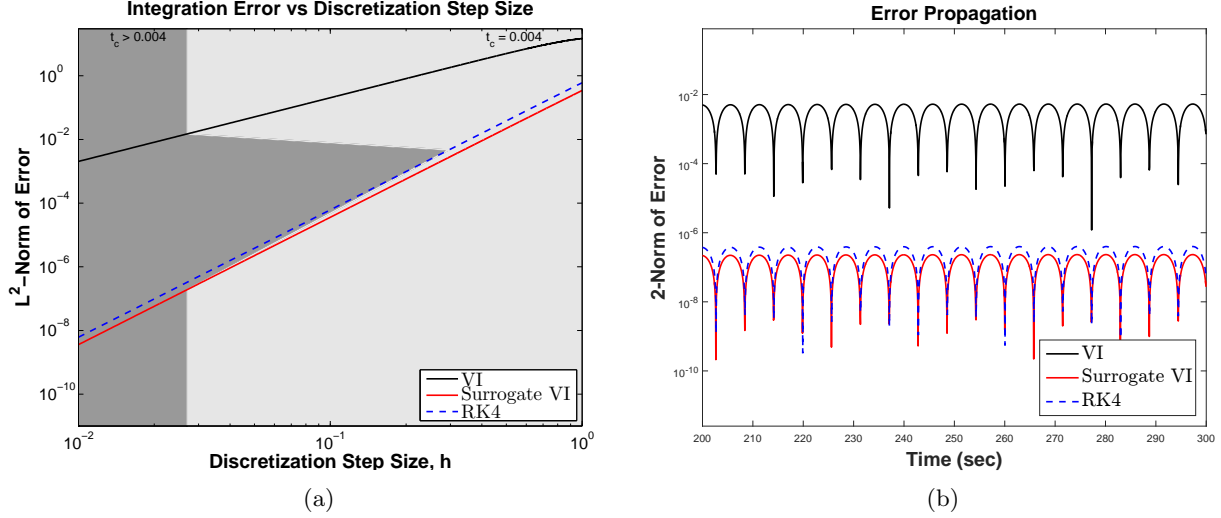 Integration Error vs Discretization Step Size
t_c > 0.004
t_c = 0.004
L^2-Norm of Error
10^0
10^-2
10^-4
10^-6
10^-8
10^-10
VI
Surrogate VI
RK4
10^-2
10^-1
10^0
Discretization Step Size, h
(a)
Error Propagation
2-Norm of Error
10^-2
10^-4
10^-6
10^-8
10^-10
VI
Surrogate VI
RK4
200 210 220 230 240 250 260 270 280 290 300
Time (sec)
(b)